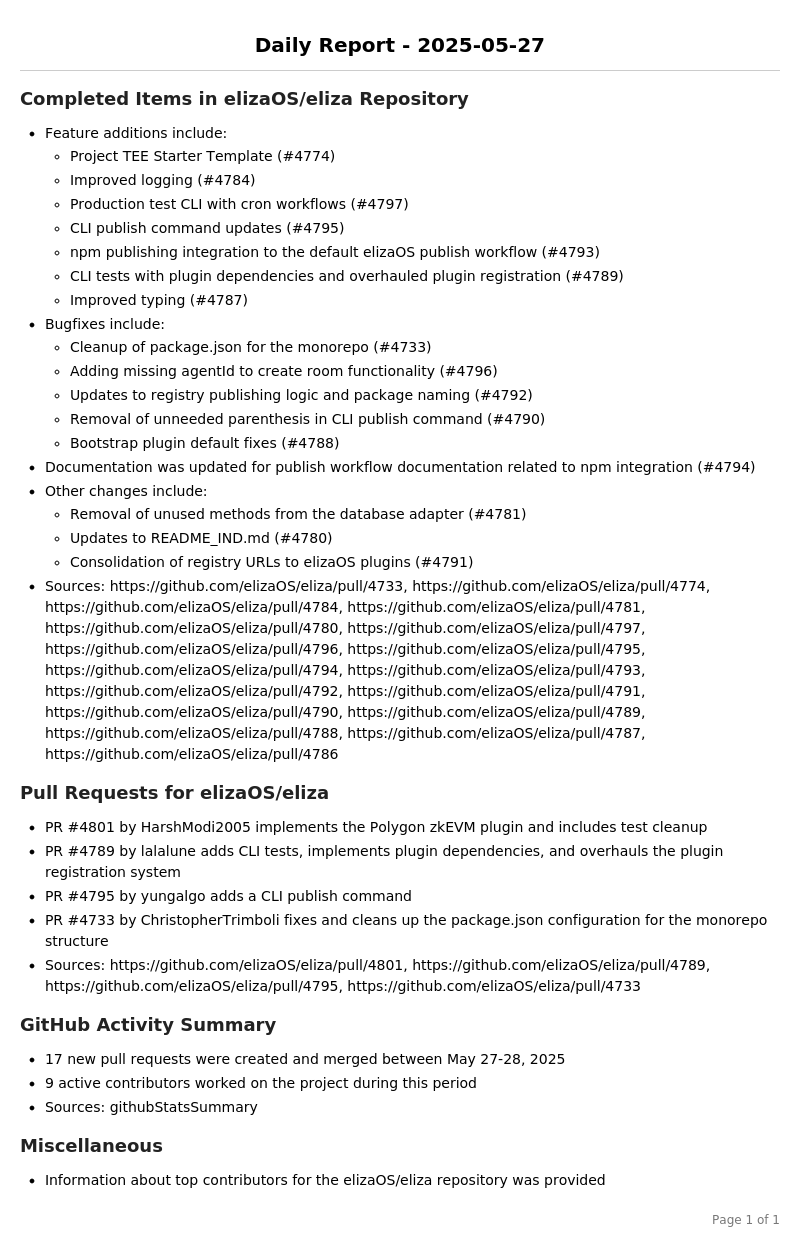 Daily Report - 2025-05-27
Completed Items in elizaOS/eliza Repository
• Feature additions include:
◦ Project TEE Starter Template (#4774)
◦ Improved logging (#4784)
◦ Production test CLI with cron workflows (#4797)
◦ CLI publish command updates (#4795)
◦ npm publishing integration to the default elizaOS publish workflow (#4793)
◦ CLI tests with plugin dependencies and overhauled plugin registration (#4789)
◦ Improved typing (#4787)
• Bugfixes include:
◦ Cleanup of package.json for the monorepo (#4733)
◦ Adding missing agentId to create room functionality (#4796)
◦ Updates to registry publishing logic and package naming (#4792)
◦ Removal of unneeded parenthesis in CLI publish command (#4790)
◦ Bootstrap plugin default fixes (#4788)
• Documentation was updated for publish workflow documentation related to npm integration (#4794)
• Other changes include:
◦ Removal of unused methods from the database adapter (#4781)
◦ Updates to README_IND.md (#4780)
◦ Consolidation of registry URLs to elizaOS plugins (#4791)
• Sources: https://github.com/elizaOS/eliza/pull/4733, https://github.com/elizaOS/eliza/pull/4774,
https://github.com/elizaOS/eliza/pull/4784, https://github.com/elizaOS/eliza/pull/4781,
https://github.com/elizaOS/eliza/pull/4780, https://github.com/elizaOS/eliza/pull/4797,
https://github.com/elizaOS/eliza/pull/4796, https://github.com/elizaOS/eliza/pull/4795,
https://github.com/elizaOS/eliza/pull/4794, https://github.com/elizaOS/eliza/pull/4793,
https://github.com/elizaOS/eliza/pull/4792, https://github.com/elizaOS/eliza/pull/4791,
https://github.com/elizaOS/eliza/pull/4790, https://github.com/elizaOS/eliza/pull/4789,
https://github.com/elizaOS/eliza/pull/4788, https://github.com/elizaOS/eliza/pull/4787,
https://github.com/elizaOS/eliza/pull/4786
Pull Requests for elizaOS/eliza
• PR #4801 by HarshModi2005 implements the Polygon zkEVM plugin and includes test cleanup
• PR #4789 by lalalune adds CLI tests, implements plugin dependencies, and overhauls the plugin
registration system
• PR #4795 by yungalgo adds a CLI publish command
• PR #4733 by ChristopherTrimboli fixes and cleans up the package.json configuration for the monorepo
structure
• Sources: https://github.com/elizaOS/eliza/pull/4801, https://github.com/elizaOS/eliza/pull/4789,
https://github.com/elizaOS/eliza/pull/4795, https://github.com/elizaOS/eliza/pull/4733
GitHub Activity Summary
• 17 new pull requests were created and merged between May 27-28, 2025
• 9 active contributors worked on the project during this period
• Sources: githubStatsSummary
Miscellaneous
• Information about top contributors for the elizaOS/eliza repository was provided
Page 1 of 1